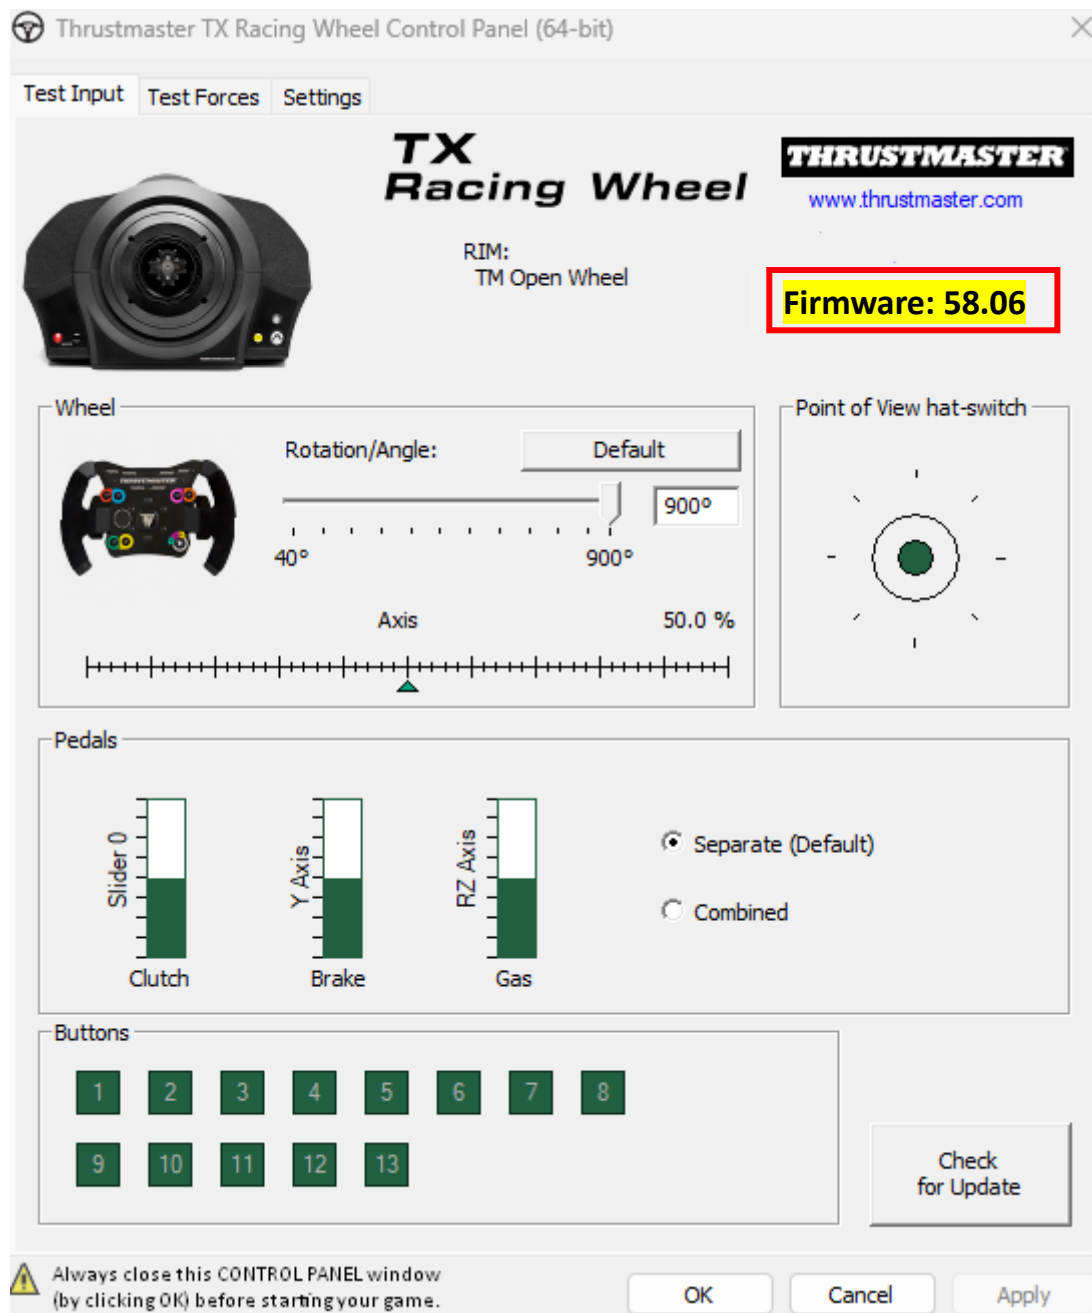 Thrustmaster TX Racing Wheel Control Panel (64-bit)
Test Input Test Forces Settings
TX
Racing Wheel
THRUSTMASTER
www.thrustmaster.com
RIM:
TM Open Wheel
Firmware: 58.06
Wheel
Rotation/Angle:
Default
900º
40°
900°
Axis
50.0 %
Point of View hat-switch
Pedals
Slider 0
Clutch
Y Axis
Brake
RZ Axis
Gas
Separate (Default)
Combined
Buttons
1 2 3 4 5 6 7 8
9 10 11 12 13
Check
for Update
Always close this CONTROL PANEL window
(by clicking OK) before starting your game.
OK Cancel Apply